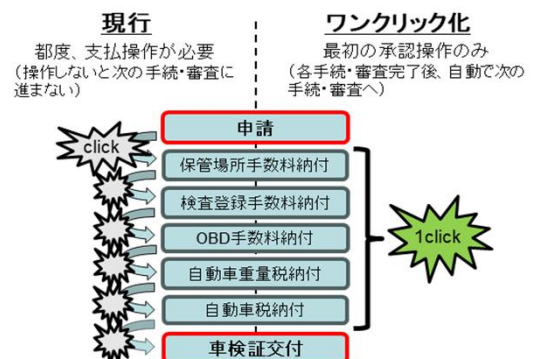 現行
都度、支払操作が必要
（操作しないと次の手続・審査に
進まない）
ワンクリック化
最初の承認操作のみ
（各手続・審査完了後、自動で次の
手続・審査へ）
申請
click
保管場所手数料納付
検査登録手数料納付
OBD手数料納付
自動車重量税納付
自動車税納付
車検証交付
1click